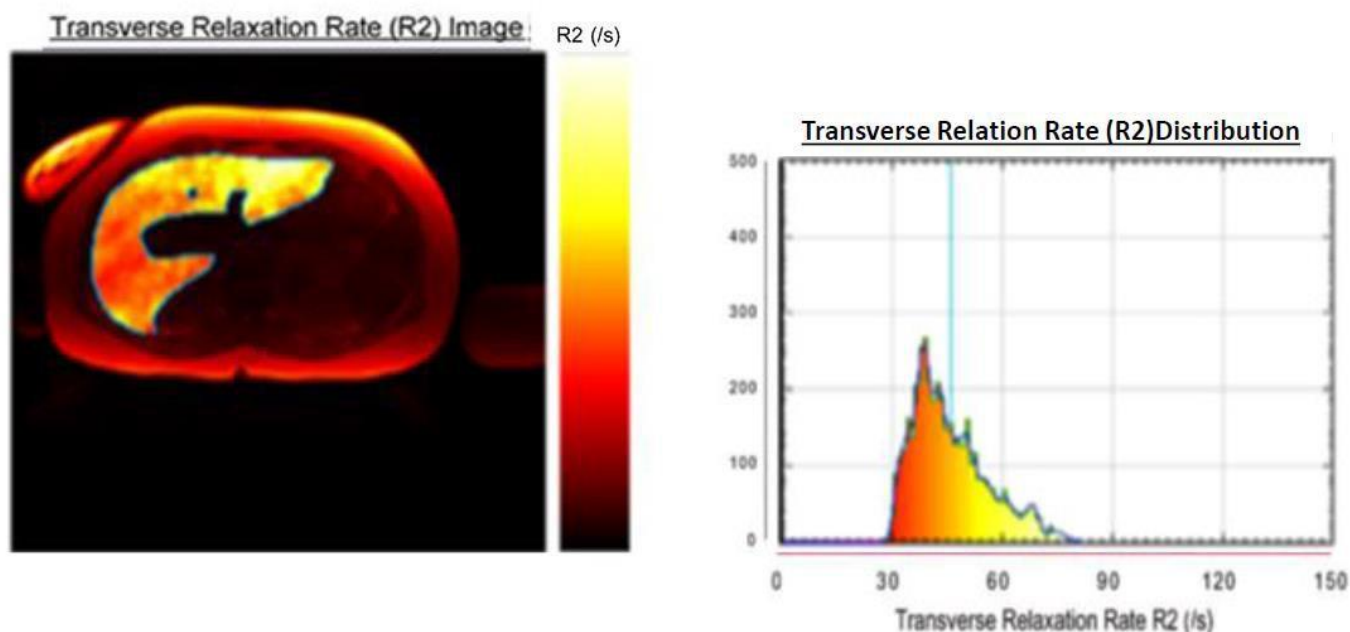 Transverse Relaxation Rate (R2) Image
R2 (/s)
Transverse Relation Rate (R2)Distribution
500
400
300
200
100
0
0 30 60 90 120 150
Transverse Relaxation Rate R2 (/s)